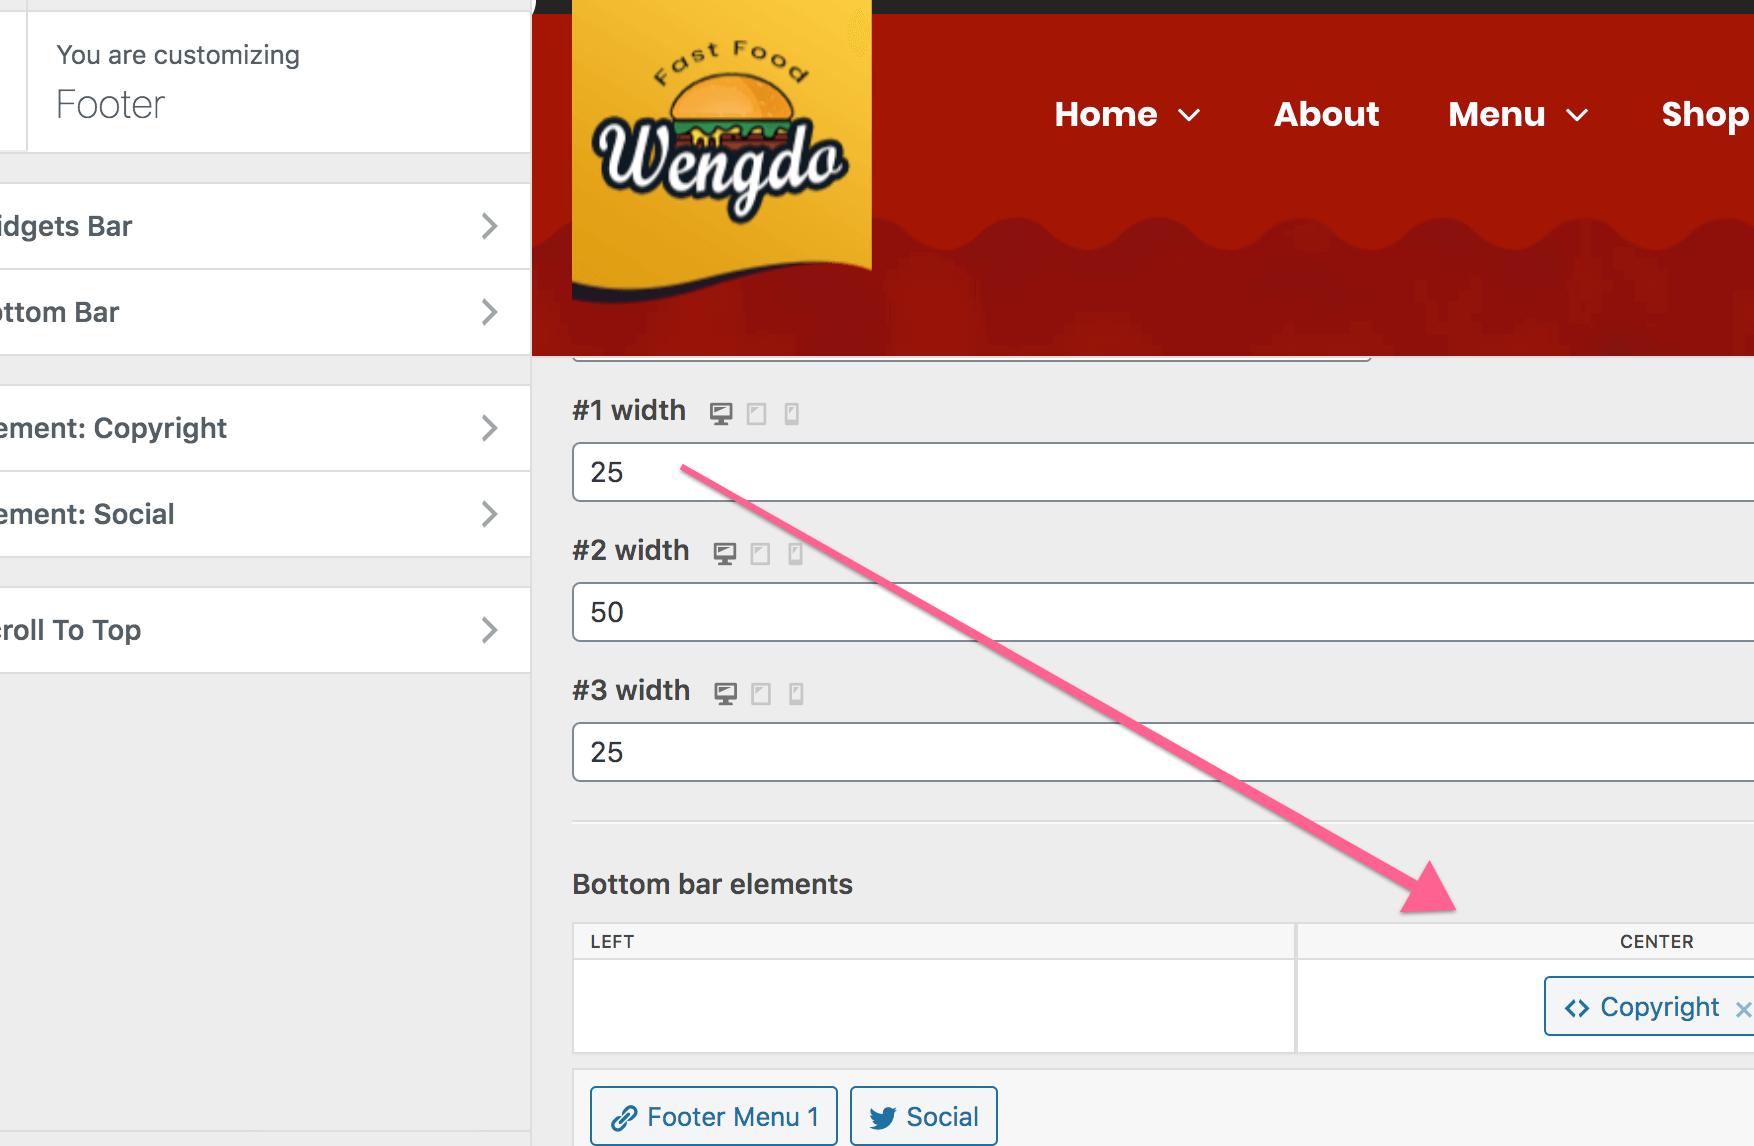 You are customizing
Footer
idgets Bar
ottom Bar
ement: Copyright
ement: Social
roll To Top
Fast Food
Wengdo
Home
About
Menu
Shop
#1 width
25
#2 width
50
#3 width
25
Bottom bar elements
LEFT
CENTER
Copyright
Footer Menu 1
Social